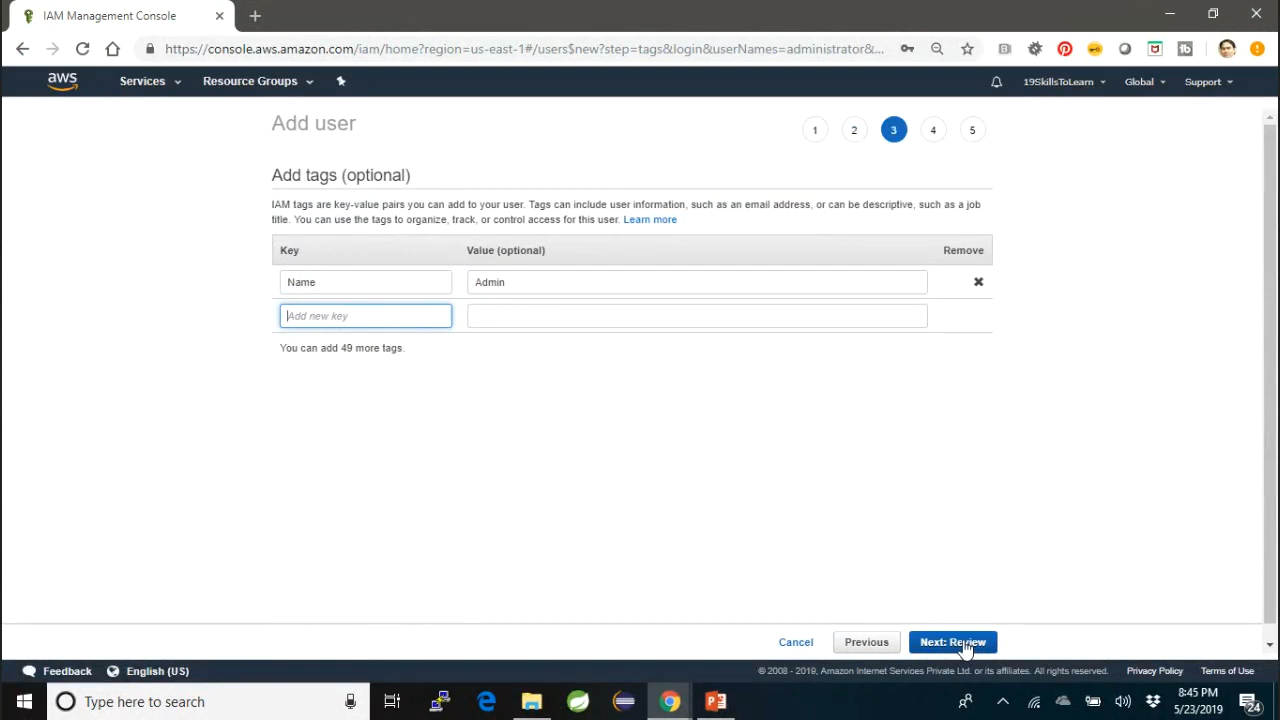 IAM Management Console
https://console.aws.amazon.com/iam/home?region=us-east-1#/users$new?step=tags&login&userNames=administrator&...
aws
Services
Resource Groups
19SkillsToLearn
Global
Support
Add user
1
2
3
4
5
Add tags (optional)
IAM tags are key-value pairs you can add to your user. Tags can include user information, such as an email address, or can be descriptive, such as a job
title. You can use the tags to organize, track, or control access for this user. Learn more
Key
Value (optional)
Remove
Name
Admin
Add new key
You can add 49 more tags.
Cancel
Previous
Next: Review
Feedback
English (US)
© 2008 - 2019, Amazon Internet Services Private Ltd. or its affiliates. All rights reserved.
Privacy Policy
Terms of Use
Type here to search
8:45 PM
5/23/2019
24